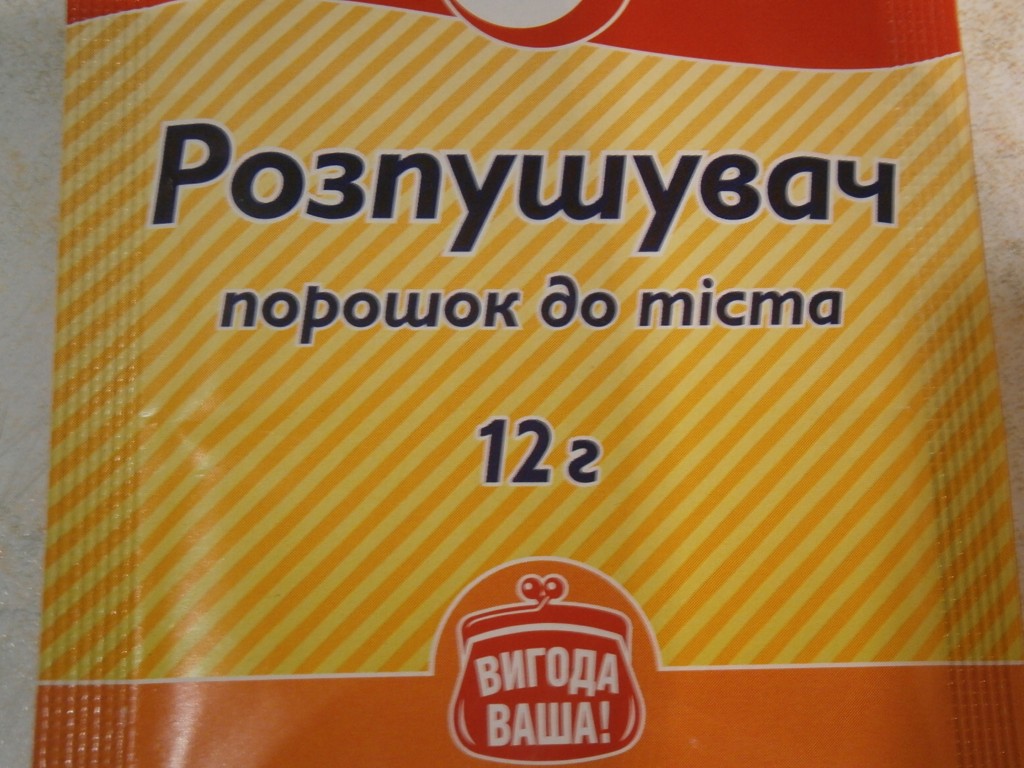 Розпушувач
порошок до тіста
12 г
ВИГОДА
ВАША!